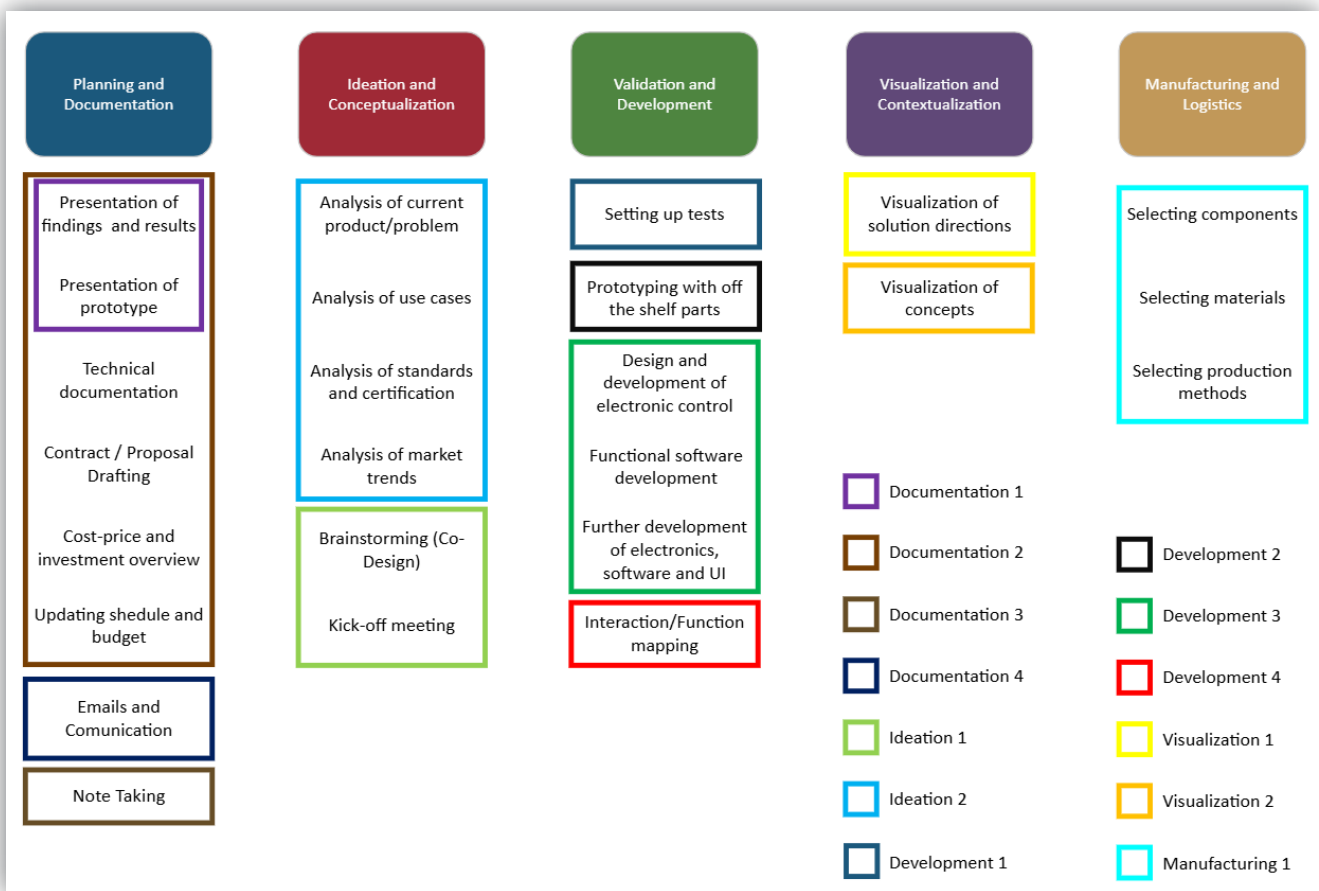 Planning and
Documentation
Ideation and
Conceptualization
Validation and
Development
Visualization and
Contextualization
Manufacturing and
Logistics
Presentation of
findings and results
Presentation of
prototype
Technical
documentation
Contract / Proposal
Drafting
Cost-price and
investment overview
Updating shedule and
budget
Emails and
Comunication
Note Taking
Analysis of current
product/problem
Analysis of use cases
Analysis of standards
and certification
Analysis of market
trends
Brainstorming (Co-
Design)
Kick-off meeting
Setting up tests
Prototyping with off
the shelf parts
Design and
development of
electronic control
Functional software
development
Further development
of electronics,
software and UI
Interaction/Function
mapping
Visualization of
solution directions
Visualization of
concepts
Selecting components
Selecting materials
Selecting production
methods
Documentation 1
Documentation 2
Documentation 3
Documentation 4
Ideation 1
Ideation 2
Development 1
Development 2
Development 3
Development 4
Visualization 1
Visualization 2
Manufacturing 1